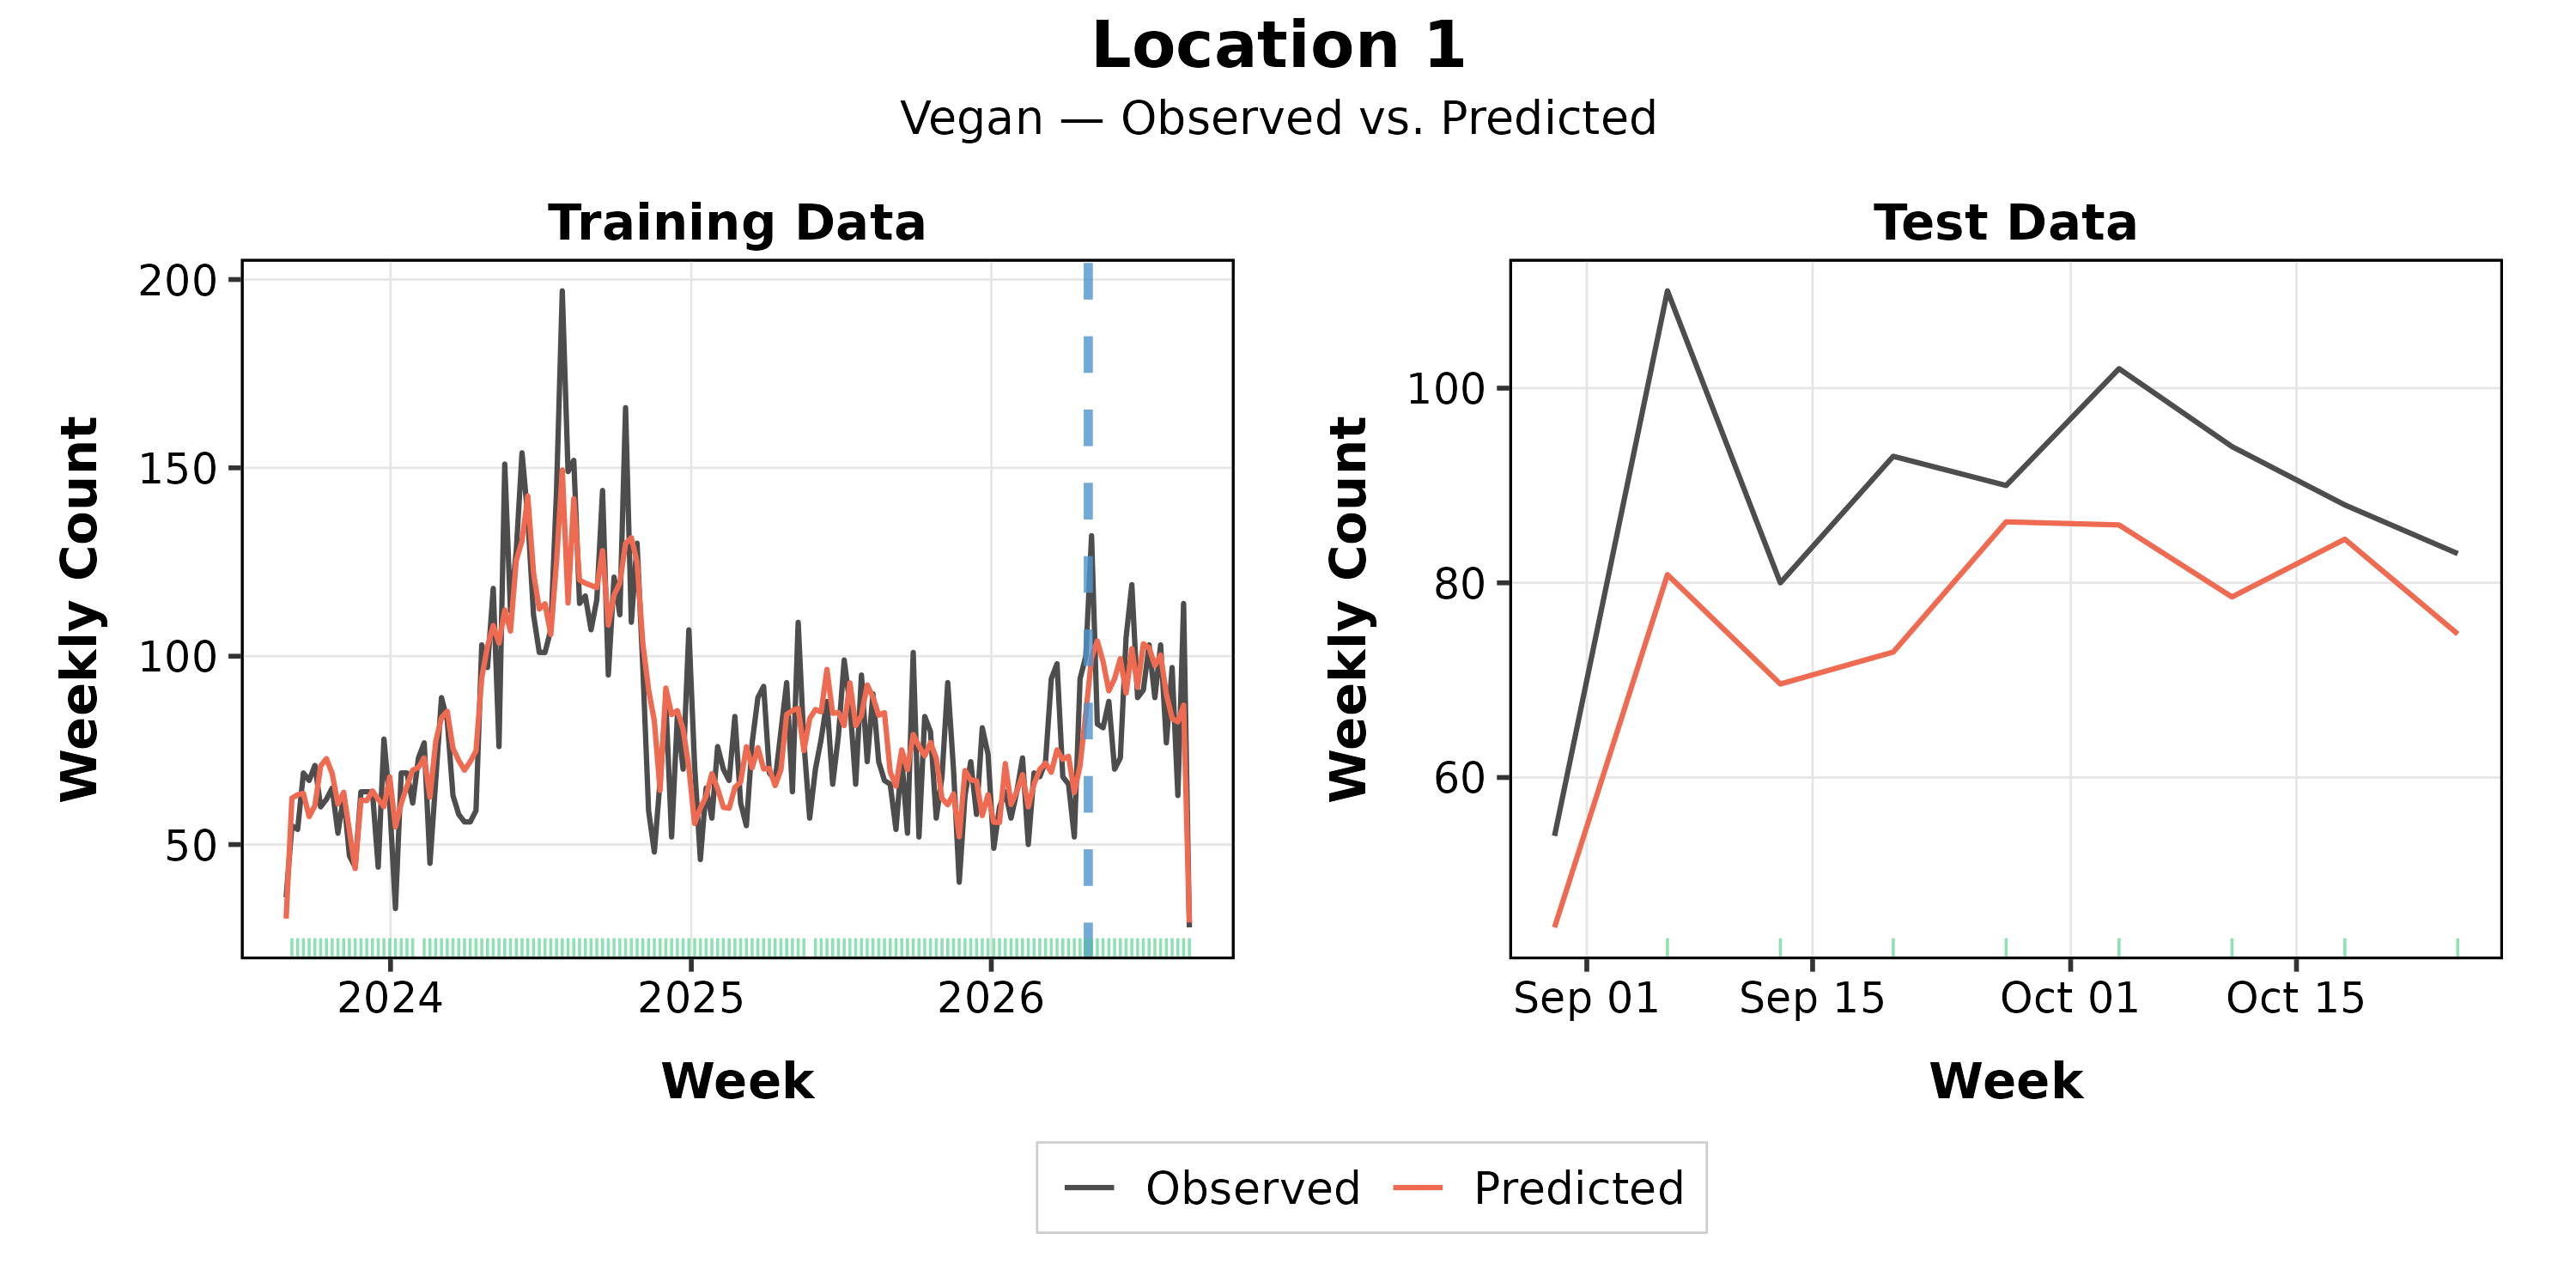 Location 1
Vegan — Observed vs. Predicted
Training Data
Weekly Count
200
150
100
50
2024 2025 2026
Week
Test Data
Weekly Count
100
80
60
Sep 01 Sep 15 Oct 01 Oct 15
Week
Observed Predicted